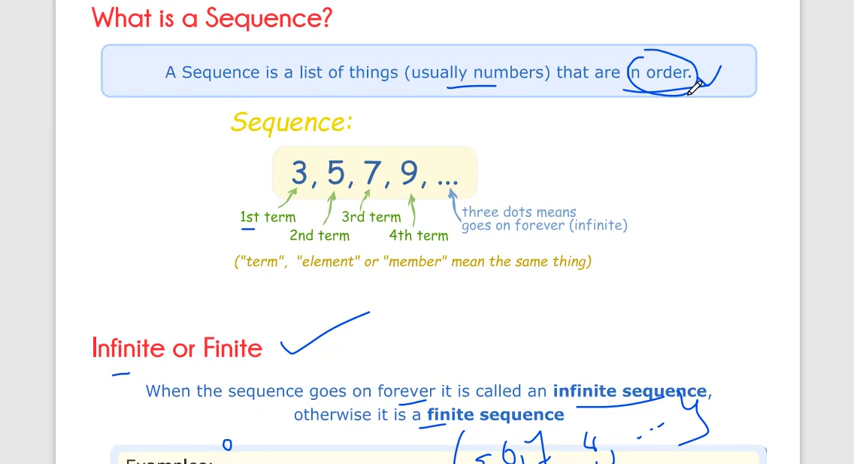 What is a Sequence?
A Sequence is a list of things (usually numbers) that are in order.
Sequence:
3, 5, 7, 9, ...
1st term
3rd term
three dots means
2nd term
4th term
goes on forever (infinite)
("term", "element" or "member" mean the same thing)
Infinite or Finite
When the sequence goes on forever it is called an infinite sequence,
otherwise it is a finite sequence
Examples: